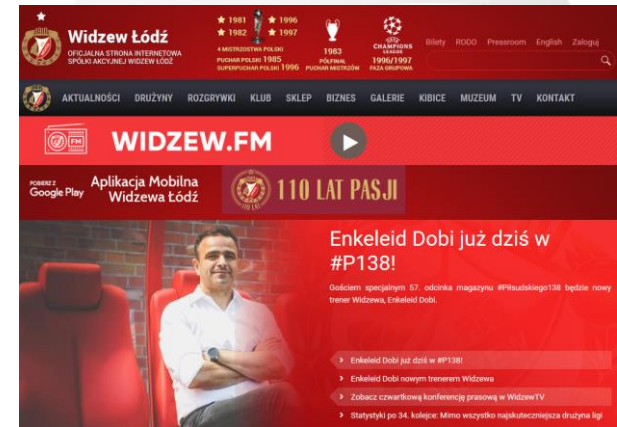 Widzew Łódź
OFICJALNA STRONA INTERNETOWA
SPÓŁKI AKCYJNEJ WIDZEW ŁÓDŹ
1981 1996
1982 1997
4 MISTRZOSTWA POLSKI
PUCHAR POLSKI 1985
SUPERPUCHAR POLSKI 1996
1983
PÓŁFINAŁ
PUCHAR MISTRZÓW
CHAMPIONS
LEAGUE
1996/1997
FAZA GRUPOWA
Bilety RODO Pressroom English Zaloguj
AKTUALNOŚCI DRUŻYNY ROZGRYWKI KLUB SKLEP BIZNES GALERIE KIBICE MUZEUM TV KONTAKT
FM WIDZEW.FM
POBIERZ Z
Google Play
Aplikacja Mobilna
Widzewa Łódź
110 LAT PASJI
Enkeleid Dobi już dziś w
#P138!
Gościem specjalnym 57. odcinka magazynu #Piłsudskiego138 będzie nowy
trener Widzewa, Enkeleid Dobi.
> Enkeleid Dobi już dziś w #P138!
> Enkeleid Dobi nowym trenerem Widzewa
> Zobacz czwartkową konferencję prasową w WidzewTV
> Statystyki po 34. kolejce: Mimo wszystko najskuteczniejsza drużyna ligi